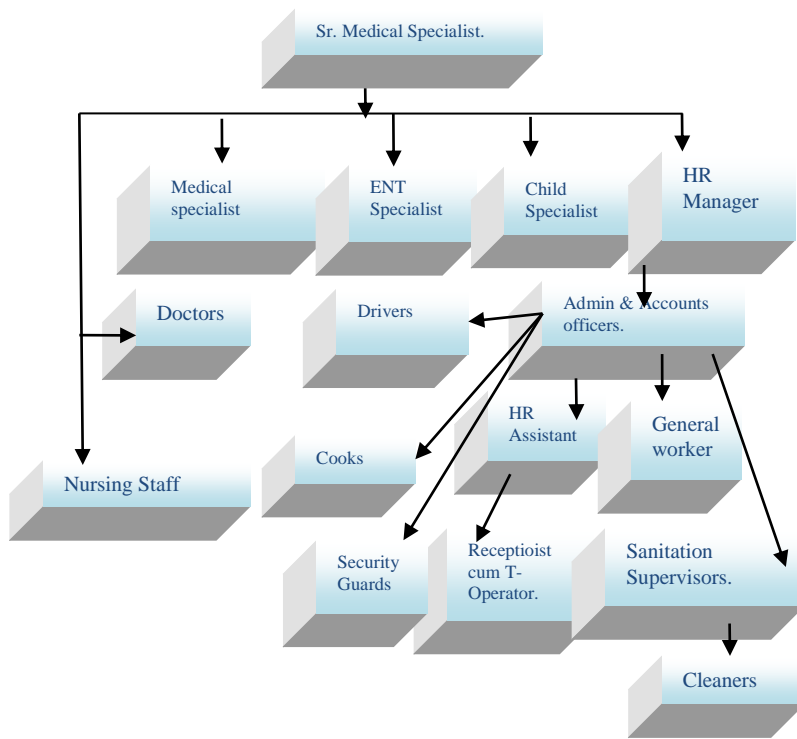 Sr. Medical Specialist.
Medical
specialist
ENT
Specialist
Child
Specialist
HR
Manager
Doctors
Drivers
Admin & Accounts
officers.
HR
Assistant
General
worker
Cooks
Nursing Staff
Security
Guards
Receptioist
cum T-
Operator.
Sanitation
Supervisors.
Cleaners